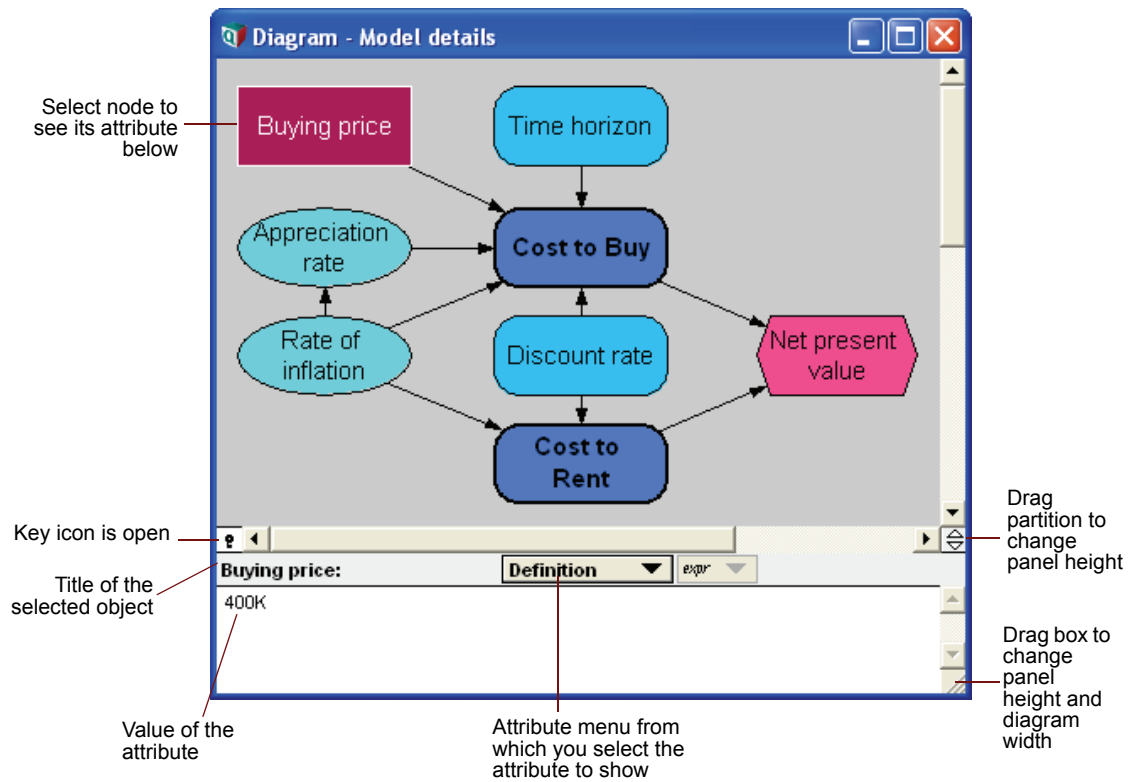 Diagram - Model details
Select node to
see its attribute
below
Buying price
Time horizon
Appreciation
rate
Cost to Buy
Rate of
inflation
Discount rate
Net present
value
Cost to
Rent
Key icon is open
Drag
partition to
change
panel height
Title of the
selected object
Buying price:
Definition
expr
400K
Drag box to
change
panel
height and
diagram
width
Value of the
attribute
Attribute menu from
which you select the
attribute to show